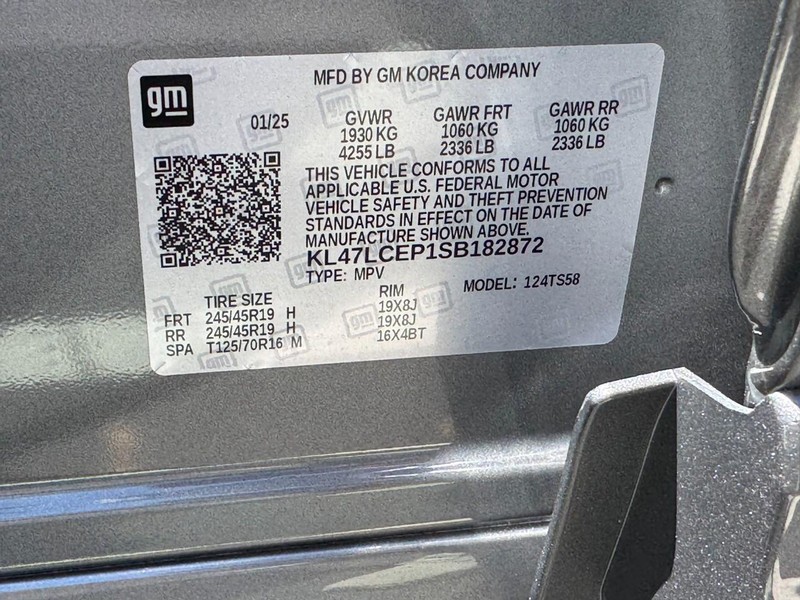 gm
MFD BY GM KOREA COMPANY
01/25
GVWR GAWR FRT GAWR RR
1930 KG 1060 KG 1060 KG
4255 LB 2336 LB 2336 LB
THIS VEHICLE CONFORMS TO ALL
APPLICABLE U.S. FEDERAL MOTOR
VEHICLE SAFETY AND THEFT PREVENTION
STANDARDS IN EFFECT ON THE DATE OF
MANUFACTURE SHOWN ABOVE.
KL47LCEP1SB182872
TYPE: MPV MODEL: 124TS58
TIRE SIZE RIM
FRT 245/45R19 H 19X8J
RR 245/45R19 H 19X8J
SPA T125/70R16 M 16X4BT